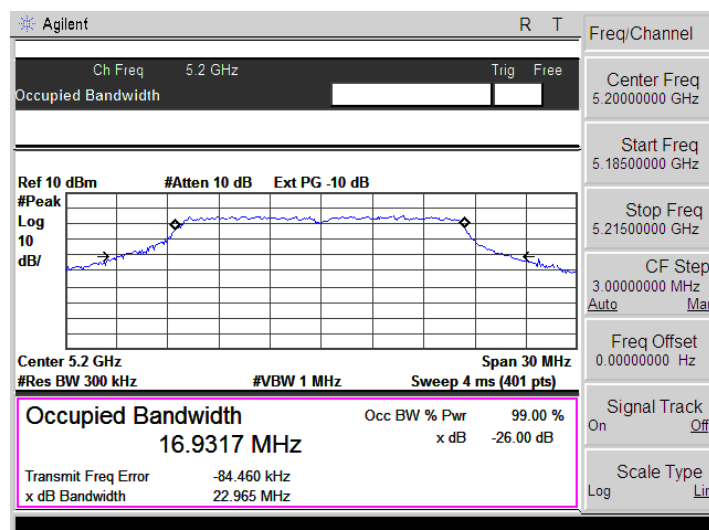 Agilent R T
Ch Freq 5.2 GHz Trig Free
Occupied Bandwidth
Ref 10 dBm #Atten 10 dB Ext PG -10 dB
#Peak
Log
10
dB/
Center 5.2 GHz Span 30 MHz
#Res BW 300 kHz #VBW 1 MHz Sweep 4 ms (401 pts)
Occupied Bandwidth
16.9317 MHz
Occ BW % Pwr 99.00 %
x dB -26.00 dB
Transmit Freq Error -84.460 kHz
x dB Bandwidth 22.965 MHz
Freq/Channel
Center Freq
5.20000000 GHz
Start Freq
5.18500000 GHz
Stop Freq
5.21500000 GHz
CF Step
3.00000000 MHz
Auto Mar
Freq Offset
0.00000000 Hz
Signal Track
On Off
Scale Type
Log Lin